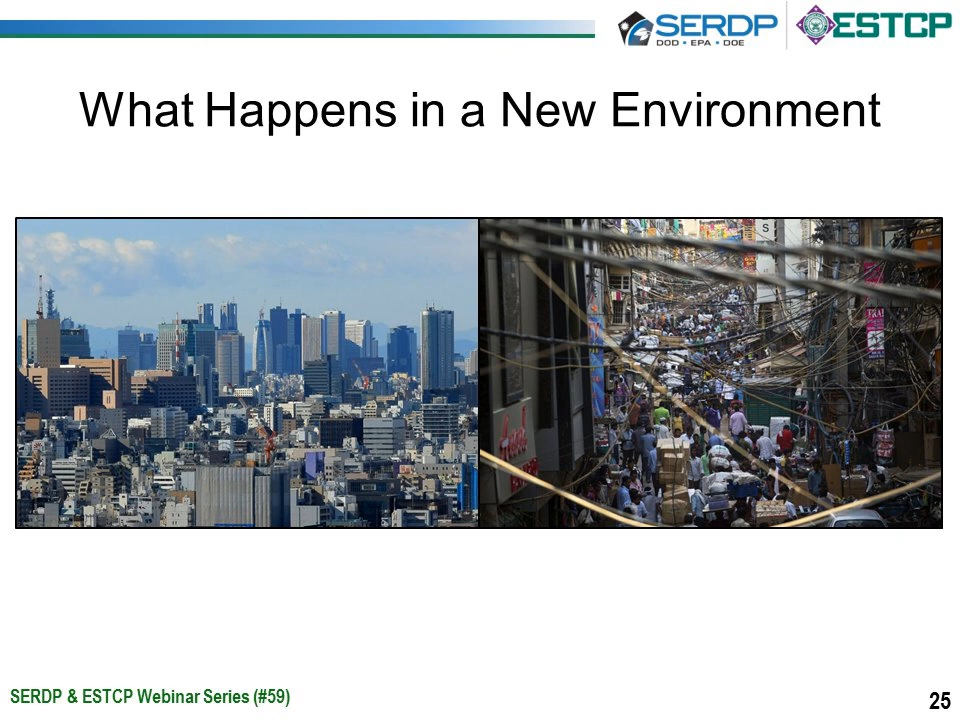 SERDP
DOD • EPA • DOE
ESTCP
What Happens in a New Environment
S
SERDP & ESTCP Webinar Series (#59)
25